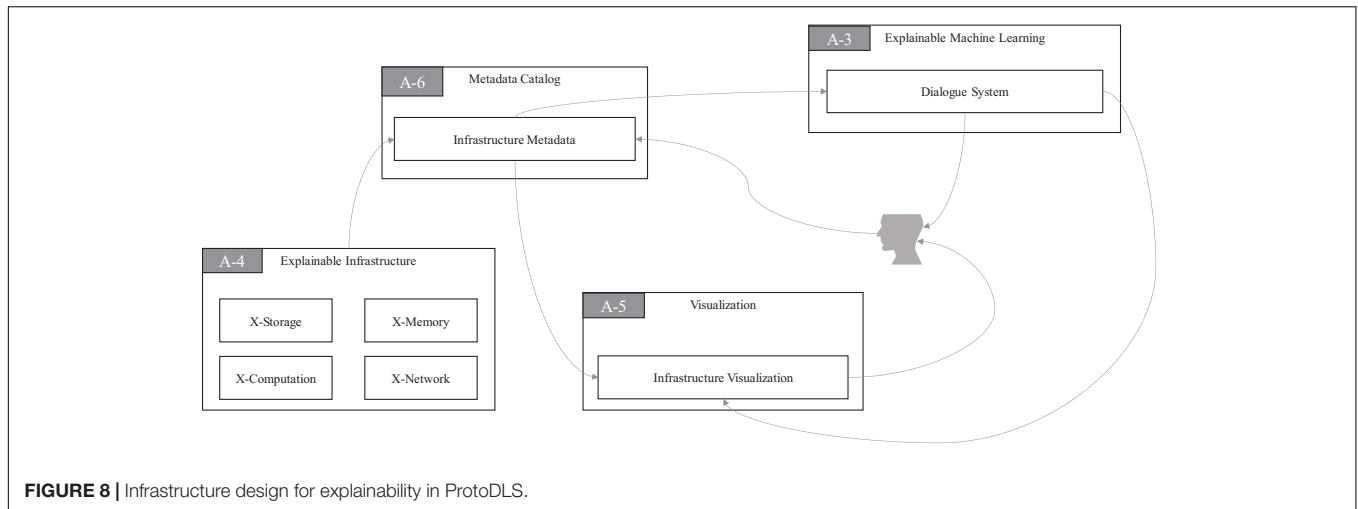 A-3 Explainable Machine Learning
Dialogue System
A-6 Metadata Catalog
Infrastructure Metadata
A-4 Explainable Infrastructure
X-Storage X-Memory
X-Computation X-Network
A-5 Visualization
Infrastructure Visualization
FIGURE 8 | Infrastructure design for explainability in ProtoDLS.